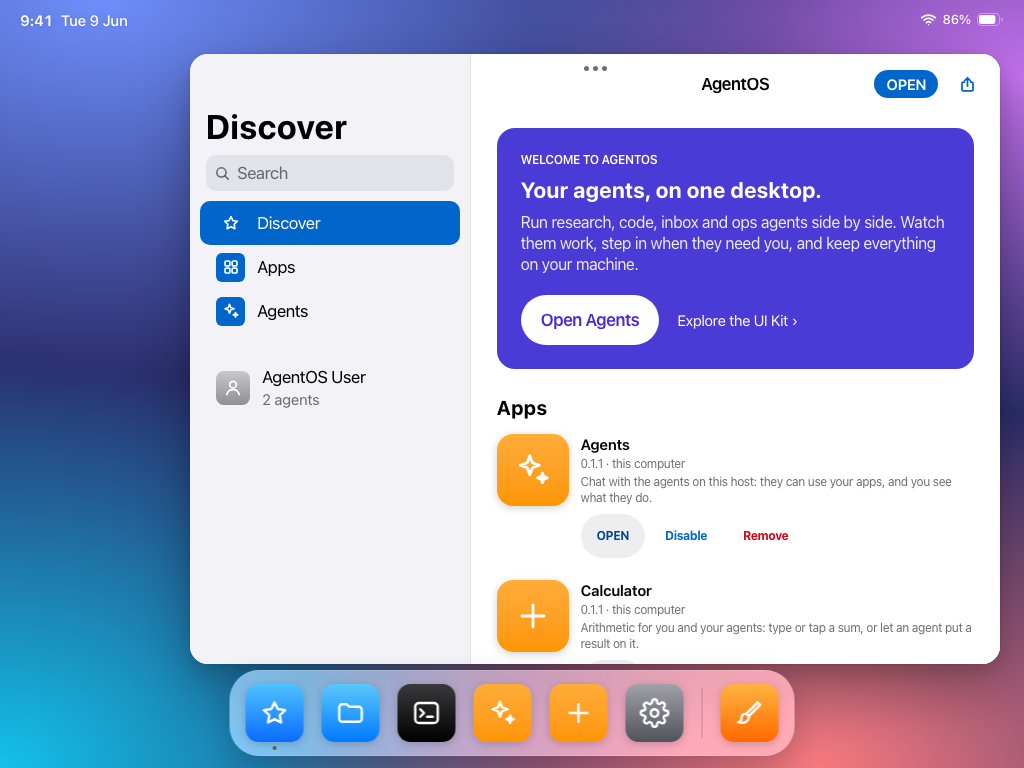 9:41 Tue 9 Jun
86%
Discover
Search
Discover
Apps
Agents
AgentOS User
2 agents
AgentOS
OPEN
WELCOME TO AGENTOS
Your agents, on one desktop.
Run research, code, inbox and ops agents side by side. Watch
them work, step in when they need you, and keep everything
on your machine.
Open Agents
Explore the UI Kit ›
Apps
Agents
0.1.1 · this computer
Chat with the agents on this host: they can use your apps, and you see
what they do.
OPEN Disable Remove
Calculator
0.1.1 · this computer
Arithmetic for you and your agents: type or tap a sum, or let an agent put a
result on it.